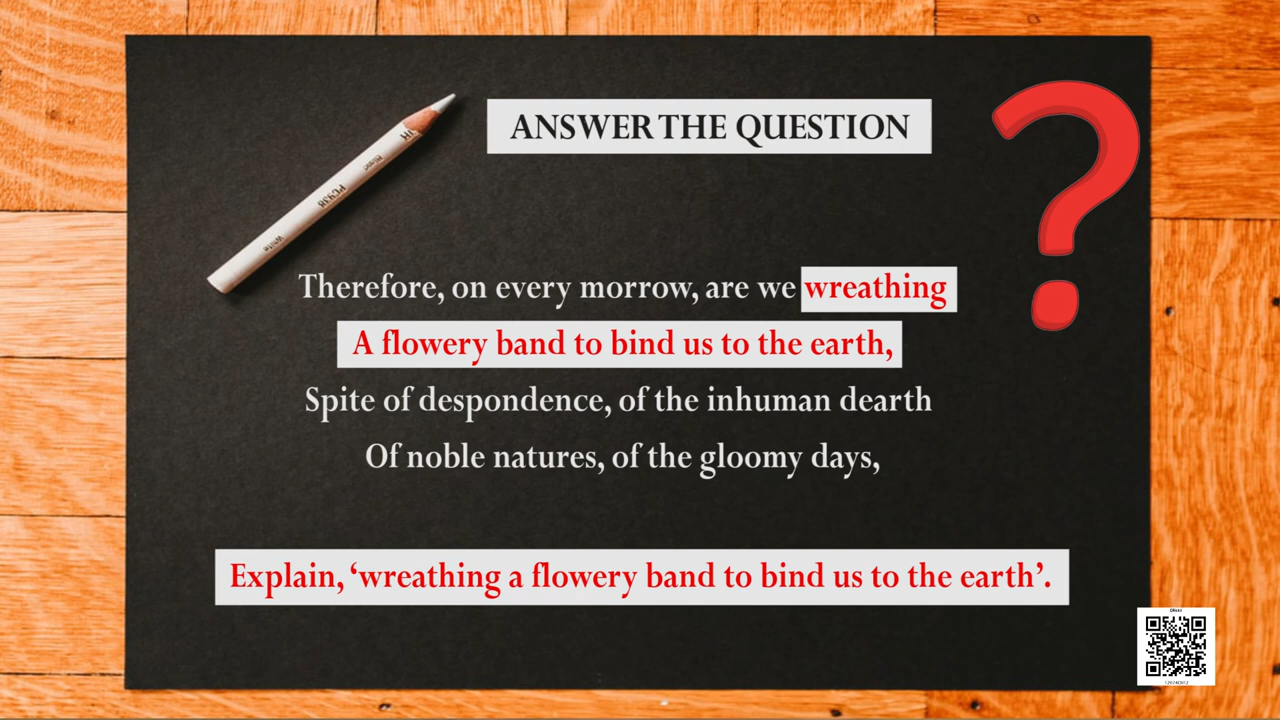 ANSWER THE QUESTION
Therefore, on every morrow, are we wreathing
A flowery band to bind us to the earth,
Spite of despondence, of the inhuman dearth
Of noble natures, of the gloomy days,
Explain, ‘wreathing a flowery band to bind us to the earth’.
White